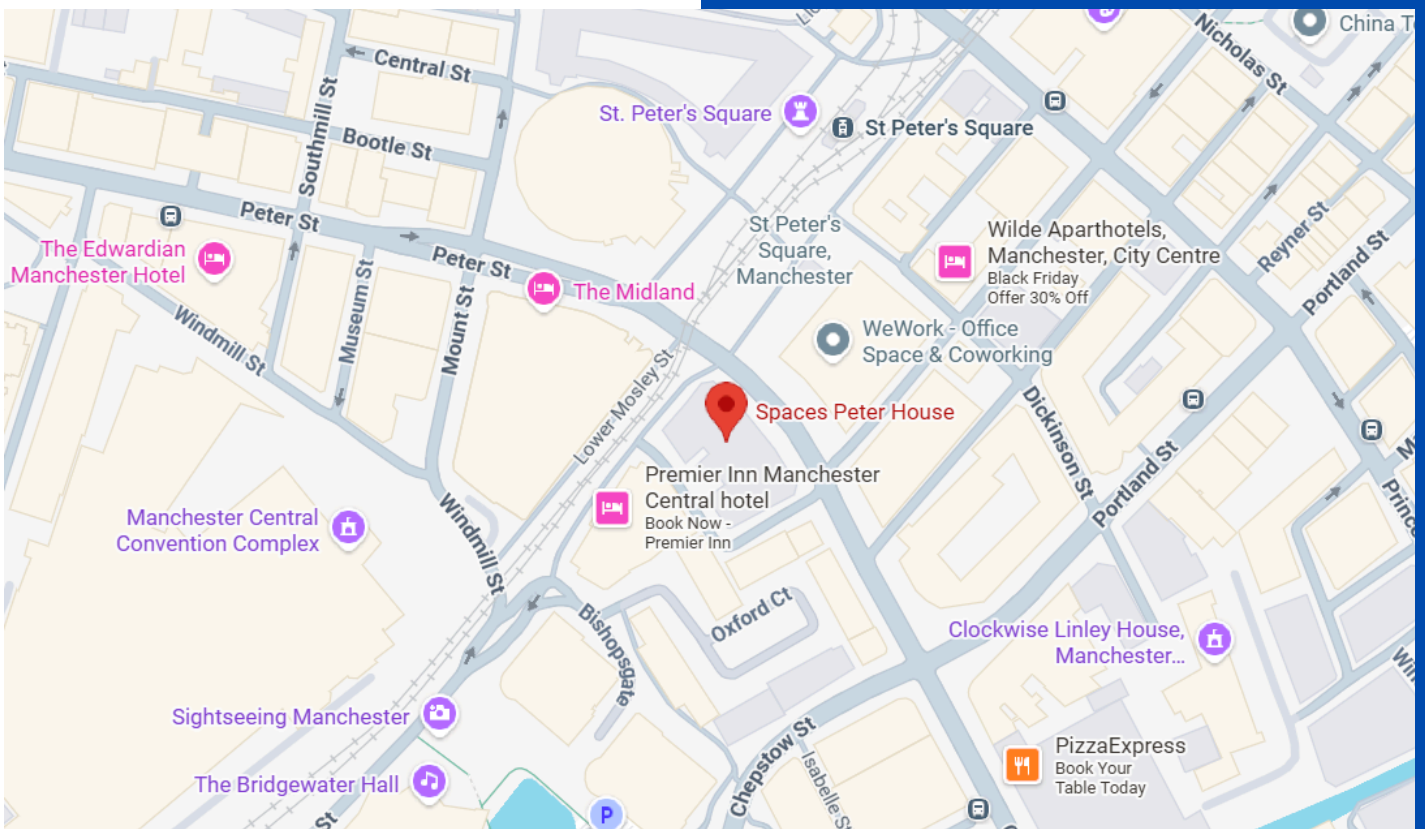 China T
Nicholas St
Central St
St. Peter's Square
St Peter's Square
Southmill St
Bootle St
Peter St
St Peter's
Square,
Manchester
Wilde Aparthotels,
Manchester, City Centre
Black Friday
Offer 30% Off
Reyner St
Portland St
The Edwardian
Manchester Hotel
Peter St
The Midland
Museum St
Mount St
Windmill St
WeWork - Office
Space & Coworking
Lower Mosley St
Spaces Peter House
Dickinson St
Portland St
Premier Inn Manchester
Central hotel
Book Now -
Premier Inn
Manchester Central
Convention Complex
Windmill St
Bishopsgate
Oxford Ct
Clockwise Linley House,
Manchester...
Sightseeing Manchester
The Bridgewater Hall
St
Chepstow St
Isabelle S
P
PizzaExpress
Book Your
Table Today